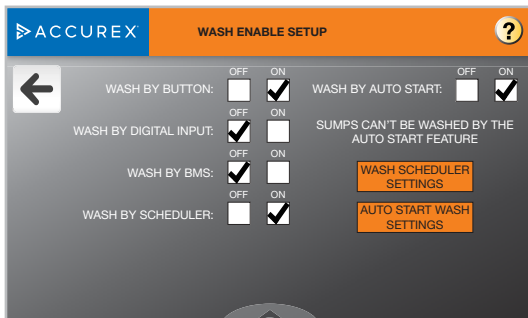 ACCUREX
WASH ENABLE SETUP
?
OFF ON
WASH BY BUTTON:
OFF ON
WASH BY DIGITAL INPUT:
OFF ON
WASH BY BMS:
OFF ON
WASH BY SCHEDULER:
OFF ON
WASH BY AUTO START:
SUMPS CAN'T BE WASHED BY THE
AUTO START FEATURE
WASH SCHEDULER
SETTINGS
AUTO START WASH
SETTINGS